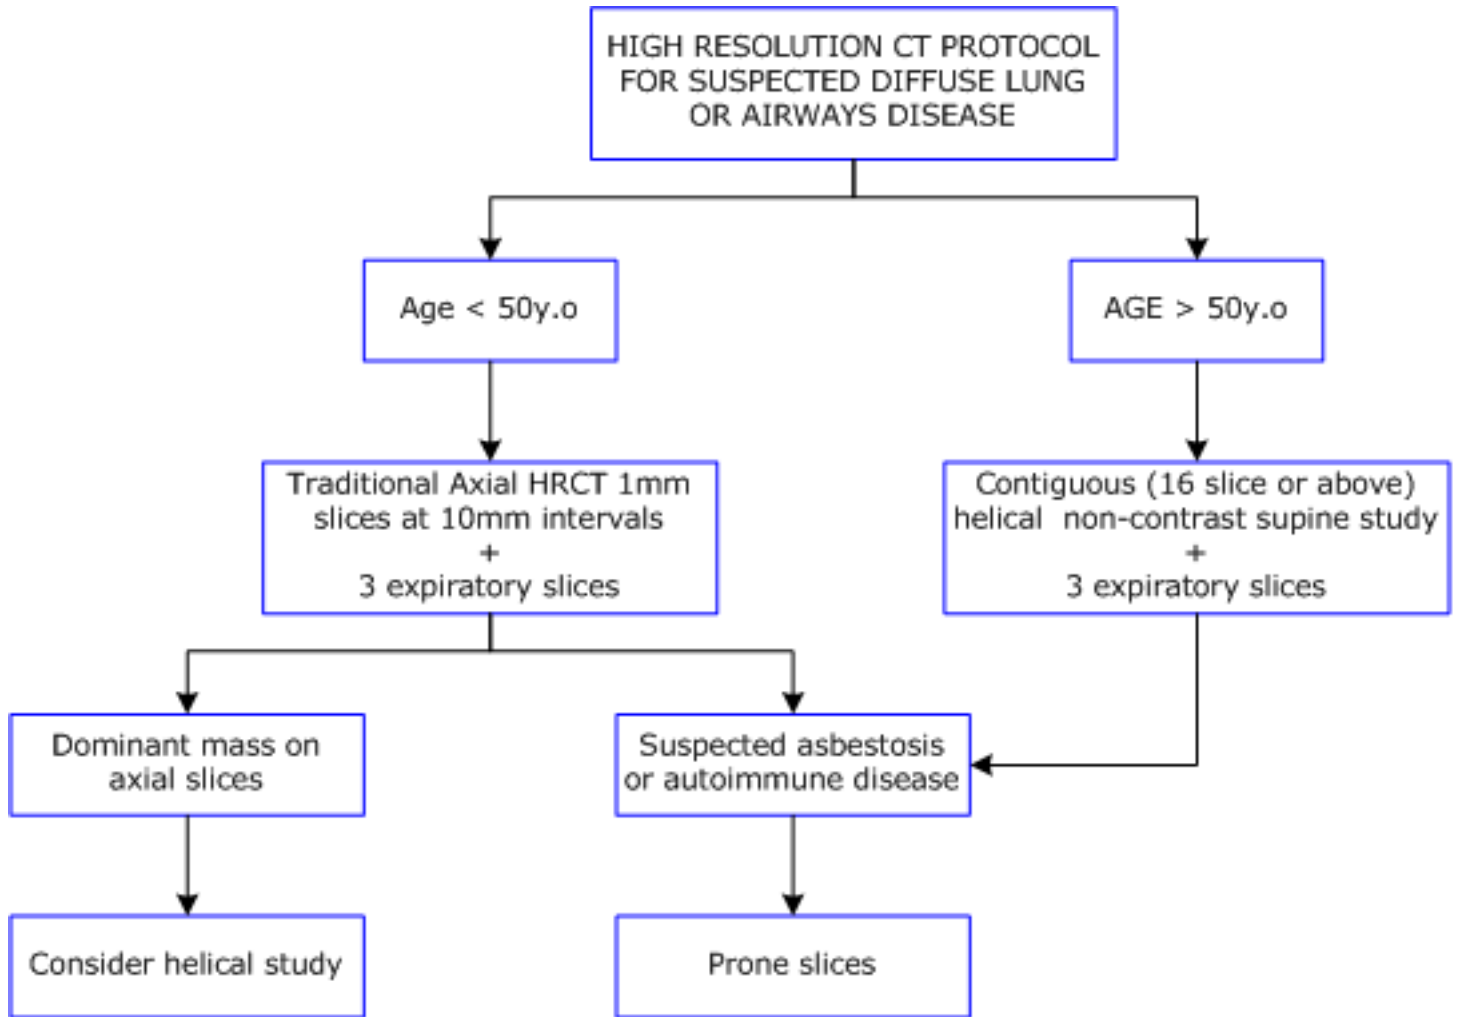 HIGH RESOLUTION CT PROTOCOL
FOR SUSPECTED DIFFUSE LUNG
OR AIRWAYS DISEASE
Age < 50y.o
AGE > 50y.o
Traditional Axial HRCT 1mm
slices at 10mm intervals
+
3 expiratory slices
Contiguous (16 slice or above)
helical  non-contrast supine study
+
3 expiratory slices
Dominant mass on
axial slices
Suspected asbestosis
or autoimmune disease
Consider helical study
Prone slices